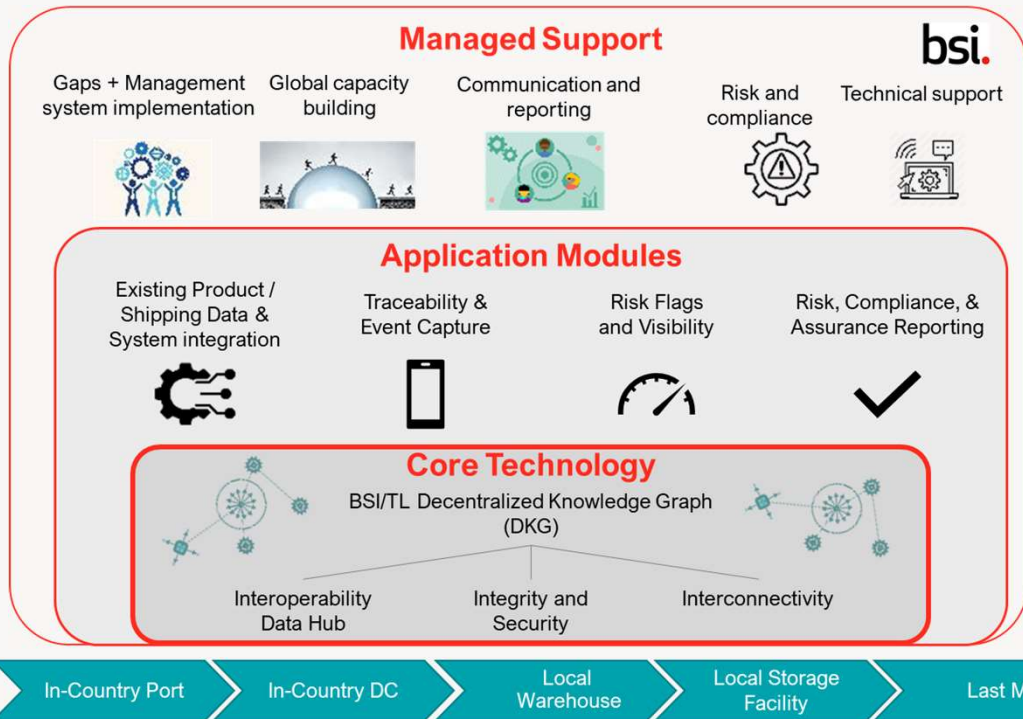 Managed Support
bsi.
Gaps + Management
system implementation
Global capacity
building
Communication and
reporting
Risk and
compliance
Technical support
Application Modules
Existing Product /
Shipping Data &
System integration
Traceability &
Event Capture
Risk Flags
and Visibility
Risk, Compliance, &
Assurance Reporting
Core Technology
BSI/TL Decentralized Knowledge Graph
(DKG)
Interoperability
Data Hub
Integrity and
Security
Interconnectivity
In-Country Port
In-Country DC
Local
Warehouse
Local Storage
Facility
Last M